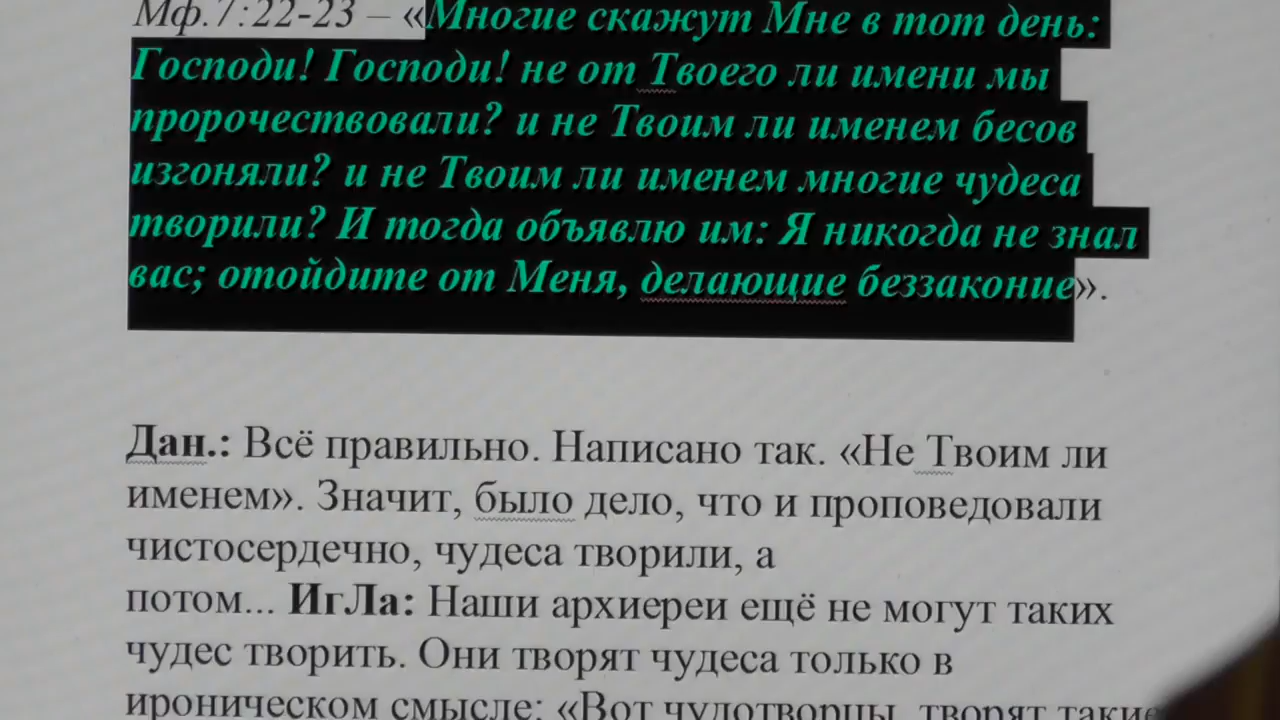 Мф.7:22-23 – «Многие скажут Мне в тот день:
Господи! Господи! не от Твоего ли имени мы
пророчествовали? и не Твоим ли именем бесов
изгоняли? и не Твоим ли именем многие чудеса
творили? И тогда объявлю им: Я никогда не знал
вас; отойдите от Меня, делающие беззаконие».
Дан.: Всё правильно. Написано так. «Не Твоим ли
именем». Значит, было дело, что и проповедовали
чистосердечно, чудеса творили, а
потом... ИгЛа: Наши архиереи ещё не могут таких
чудес творить. Они творят чудеса только в
ироническом смысле: «Вот чудотворцы, творят такие